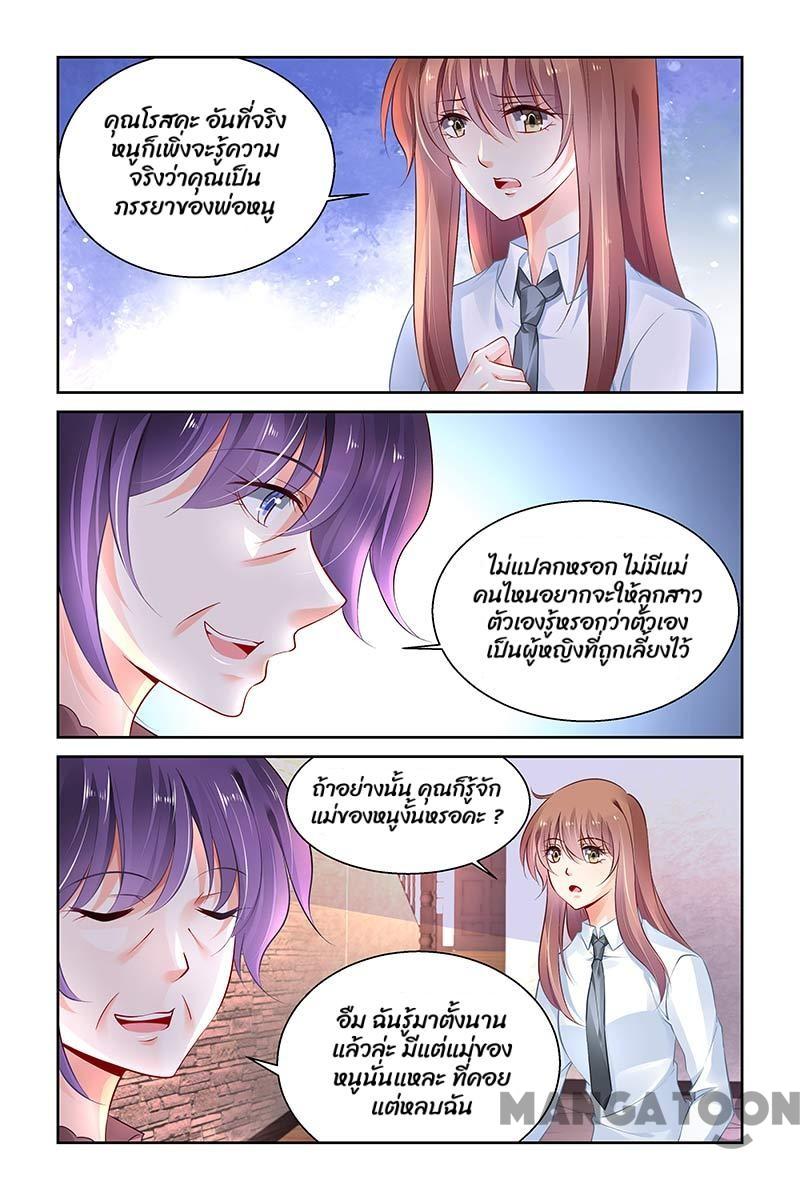 คุณโรสคะ อันที่จริง
หนูก็เพิ่งจะรู้ความ
จริงว่าคุณเป็น
ภรรยาของพ่อหนู
ไม่แปลกหรอก ไม่มีแม่
คนไหนอยากจะให้ลูกสาว
ตัวเองรู้หรอกว่าตัวเอง
เป็นผู้หญิงที่ถูกเลี้ยงไว้
ถ้าอย่างนั้น คุณก็รู้จัก
แม่ของหนูงั้นหรอคะ ?
อืม ฉันรู้มาตั้งนาน
แล้วล่ะ มีแต่แม่ของ
หนูนั่นแหละ ที่คอย
แต่หลบฉัน
MANGATOON